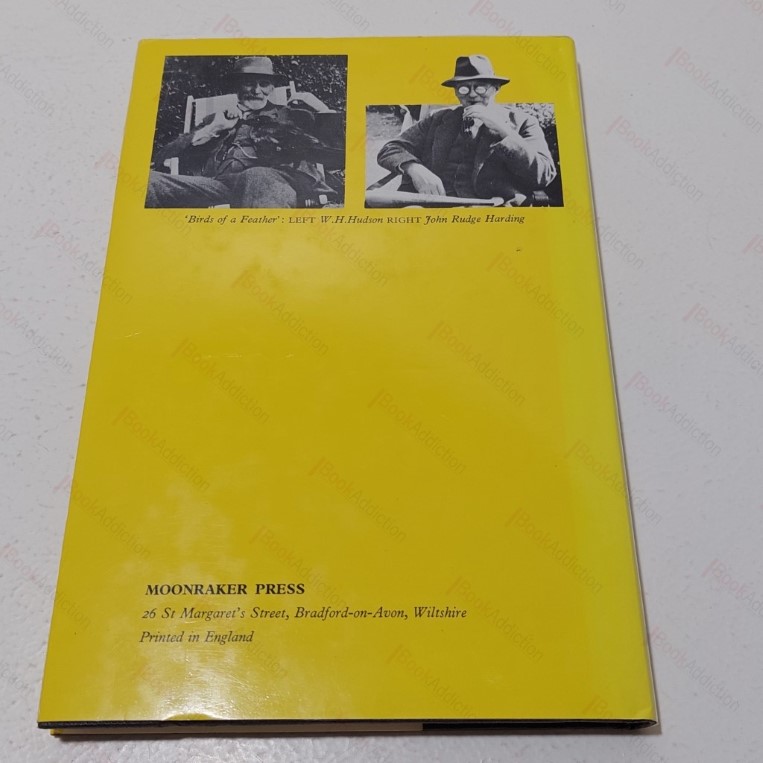 'Birds of a Feather': LEFT W.H.Hudson RIGHT John Rudge Harding
MOONRAKER PRESS
26 St Margaret's Street, Bradford-on-Avon, Wiltshire
Printed in England
BookAddiction